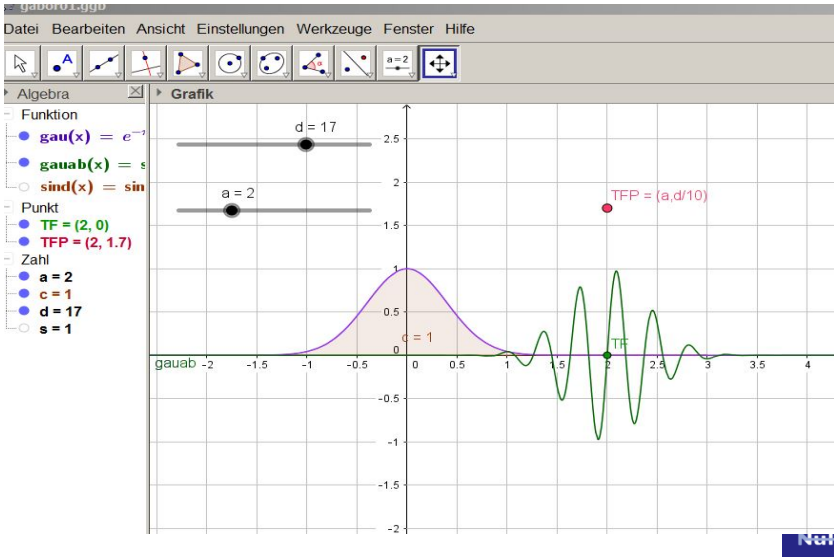 gabor01.ggb
Datei Bearbeiten Ansicht Einstellungen Werkzeuge Fenster Hilfe
A
α
a=2
Algebra
Grafik
Funktion
gau(x) = e
gauab(x) = s
sind(x) = sin
Punkt
TF = (2, 0)
TFP = (2, 1.7)
Zahl
a = 2
c = 1
d = 17
s = 1
d = 17
a = 2
TFP = (a,d/10)
c = 1
TF
gauab
2.5
2
1.5
1
0.5
0
-0.5
-1
-1.5
-2
-2 -1.5 -1 -0.5 0 0.5 1 1.5 2 2.5 3 3.5 4